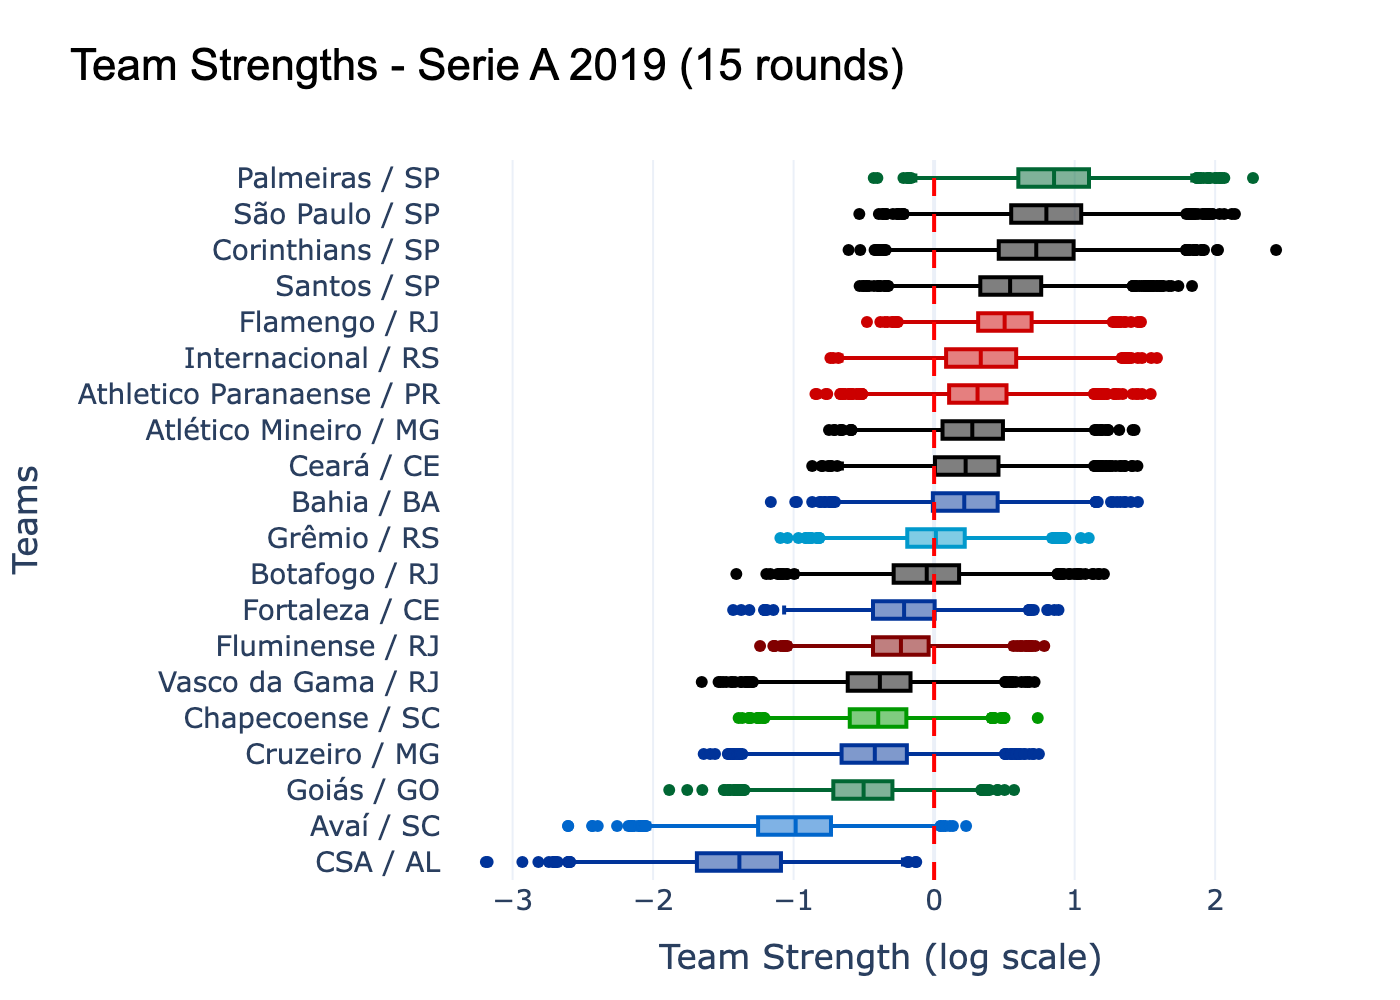 Team Strengths - Serie A 2019 (15 rounds)
Teams
Palmeiras / SP
São Paulo / SP
Corinthians / SP
Santos / SP
Flamengo / RJ
Internacional / RS
Athletico Paranaense / PR
Atlético Mineiro / MG
Ceará / CE
Bahia / BA
Grêmio / RS
Botafogo / RJ
Fortaleza / CE
Fluminense / RJ
Vasco da Gama / RJ
Chapecoense / SC
Cruzeiro / MG
Goiás / GO
Avaí / SC
CSA / AL
−3 −2 −1 0 1 2
Team Strength (log scale)